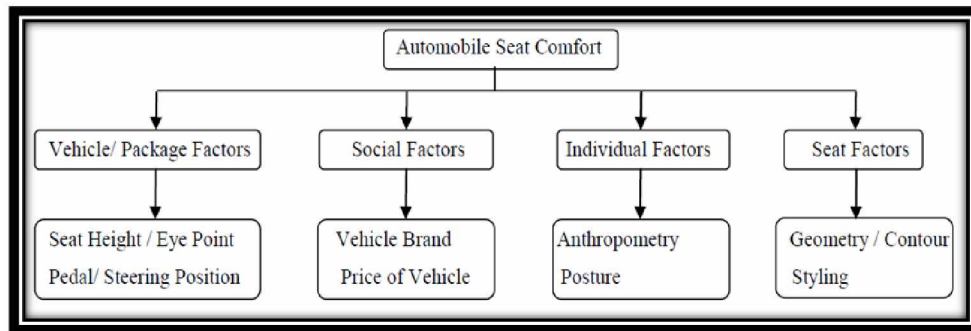 Automobile Seat Comfort
Vehicle/ Package Factors
Social Factors
Individual Factors
Seat Factors
Seat Height / Eye Point
Pedal/ Steering Position
Vehicle Brand
Price of Vehicle
Anthropometry
Posture
Geometry / Contour
Styling